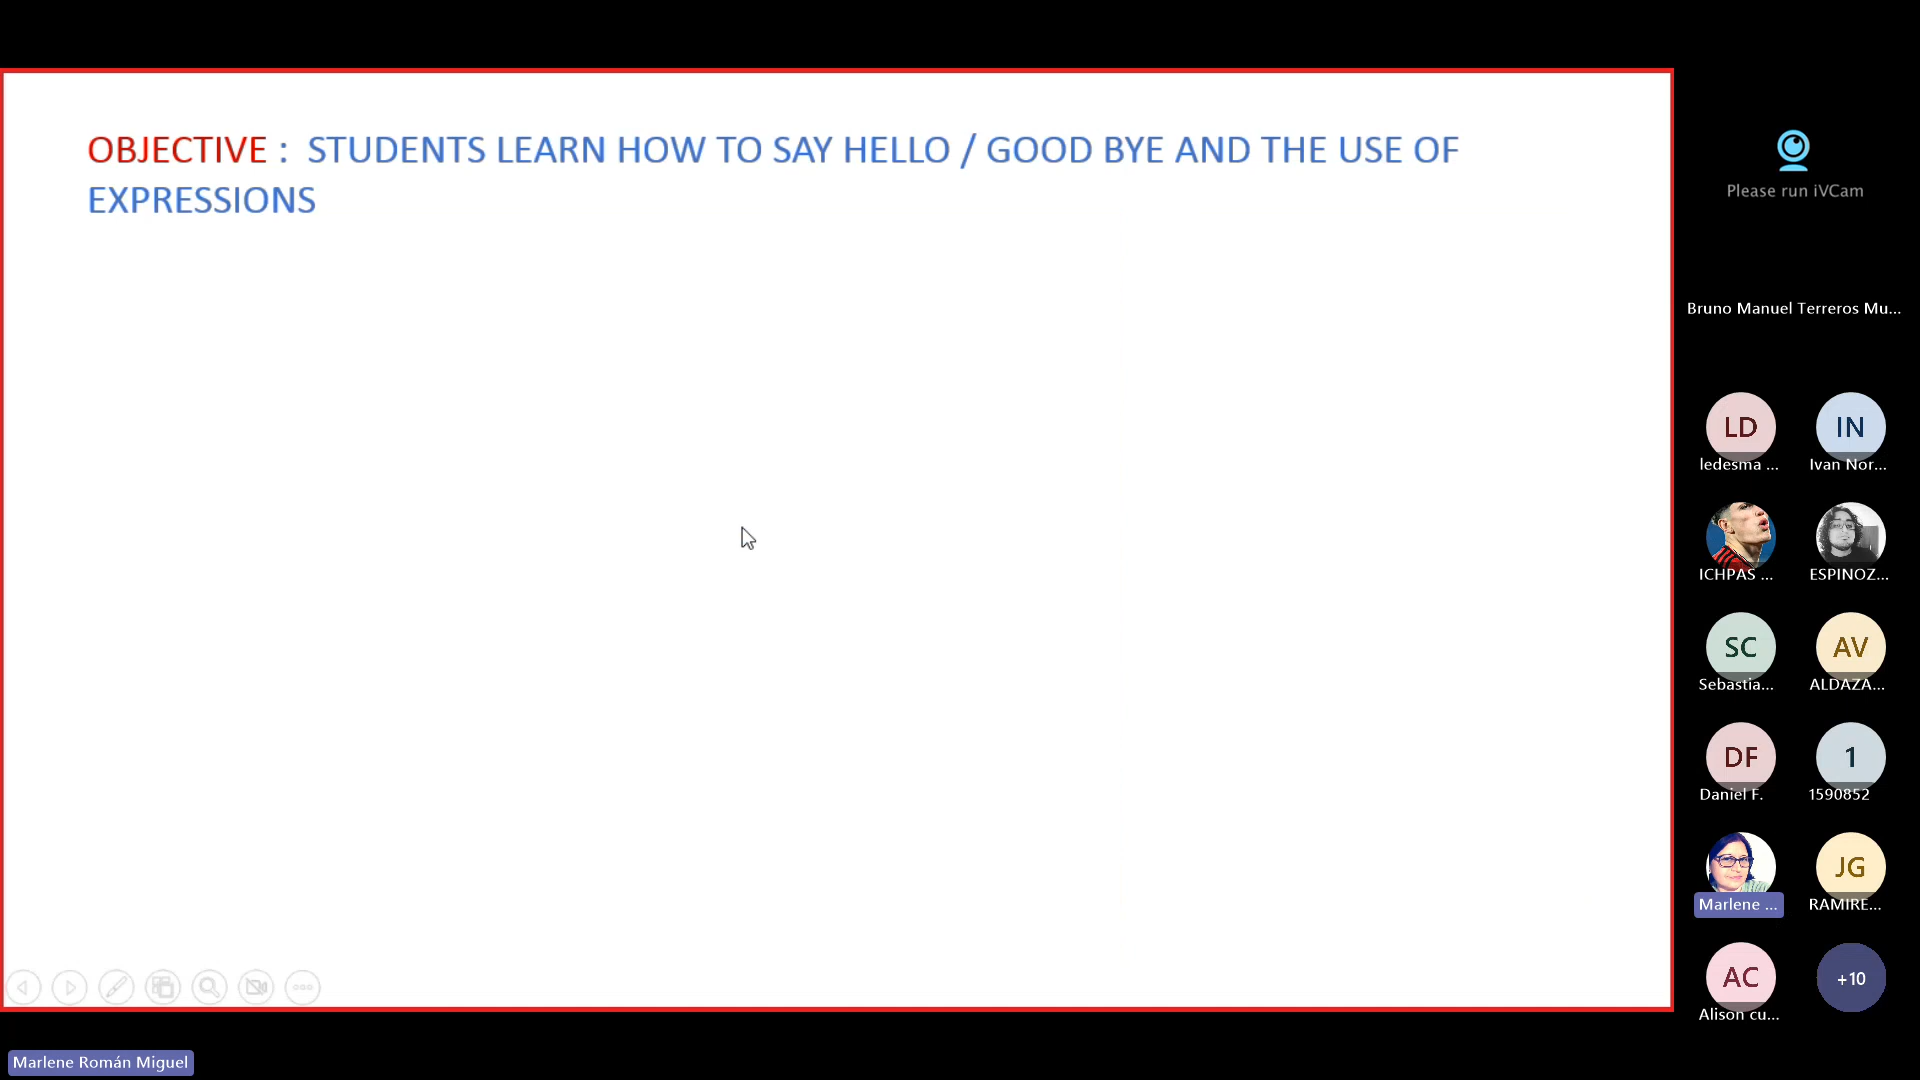 OBJECTIVE : STUDENTS LEARN HOW TO SAY HELLO / GOOD BYE AND THE USE OF
EXPRESSIONS
Please run iVCam
Bruno Manuel Terreros Mu...
LD
ledesma ...
IN
Ivan Nor...
ICHPAS ...
ESPINOZ...
SC
Sebastia...
AV
ALDAZA...
DF
Daniel F.
1
1590852
Marlene ...
JG
RAMIRE...
AC
Alison cu...
+10
Marlene Román Miguel